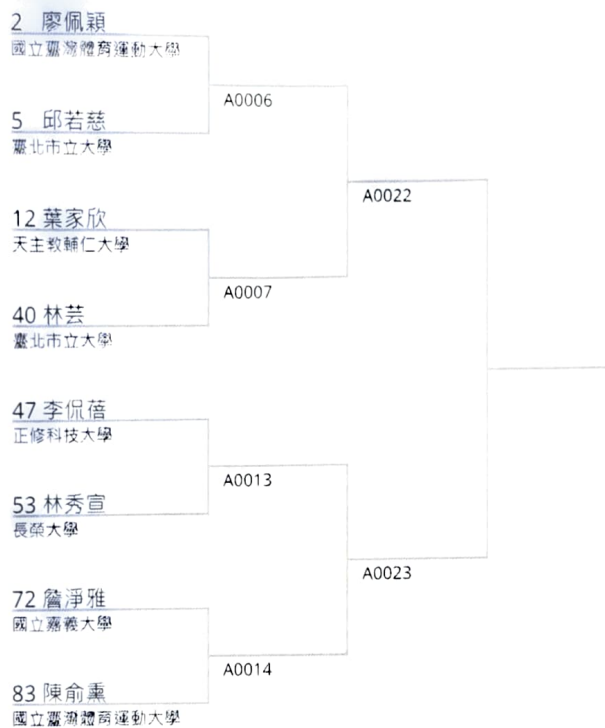 2 廖佩穎
國立臺灣體育運動大學
A0006
5 邱若慈
臺北市立大學
A0022
12 葉家欣
天主教輔仁大學
A0007
40 林芸
臺北市立大學
47 李侃蓓
正修科技大學
A0013
53 林秀宣
長榮大學
A0023
72 詹淨雅
國立嘉義大學
A0014
83 陳俞熏
國立臺灣體育運動大學